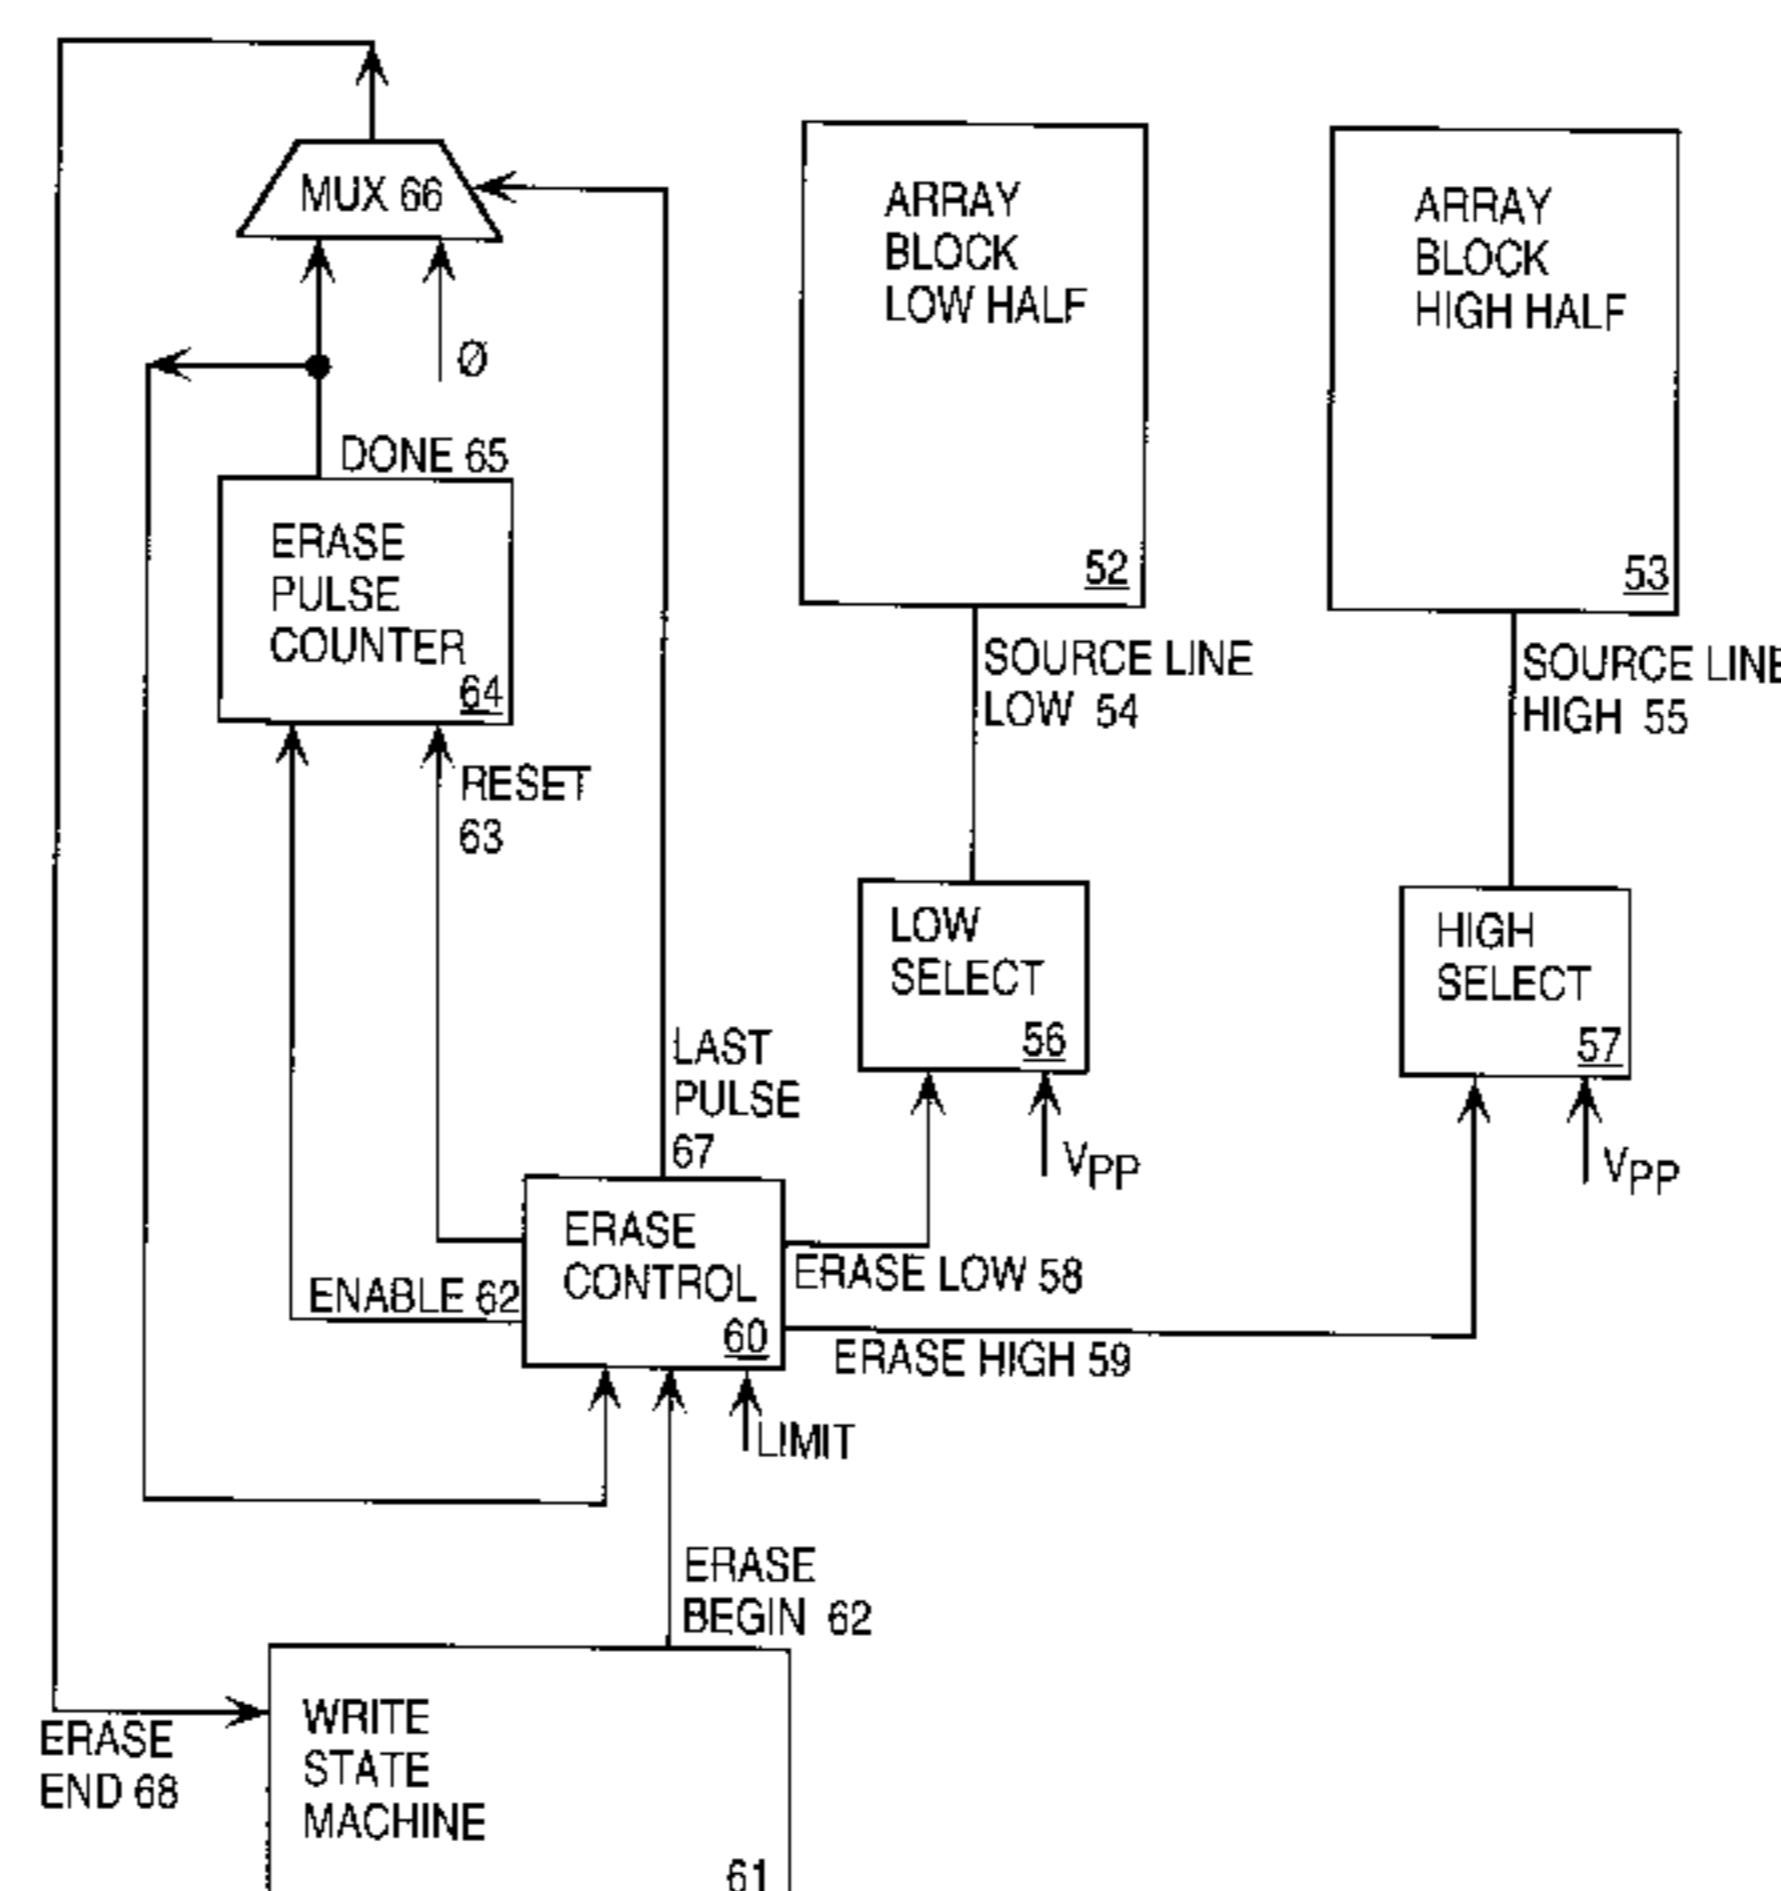 MUX 66
Ø
DONE 65
ERASE
PULSE
COUNTER
64
RESET
63
ARRAY
BLOCK
LOW HALF
52
ARRAY
BLOCK
HIGH HALF
53
SOURCE LINE
LOW 54
SOURCE LINE
HIGH 55
LOW
SELECT
56
HIGH
SELECT
57
VPP
VPP
LAST
PULSE
67
ERASE
CONTROL
60
ENABLE 62
ERASE LOW 58
ERASE HIGH 59
LIMIT
ERASE
BEGIN 62
ERASE
END 68
WRITE
STATE
MACHINE
61